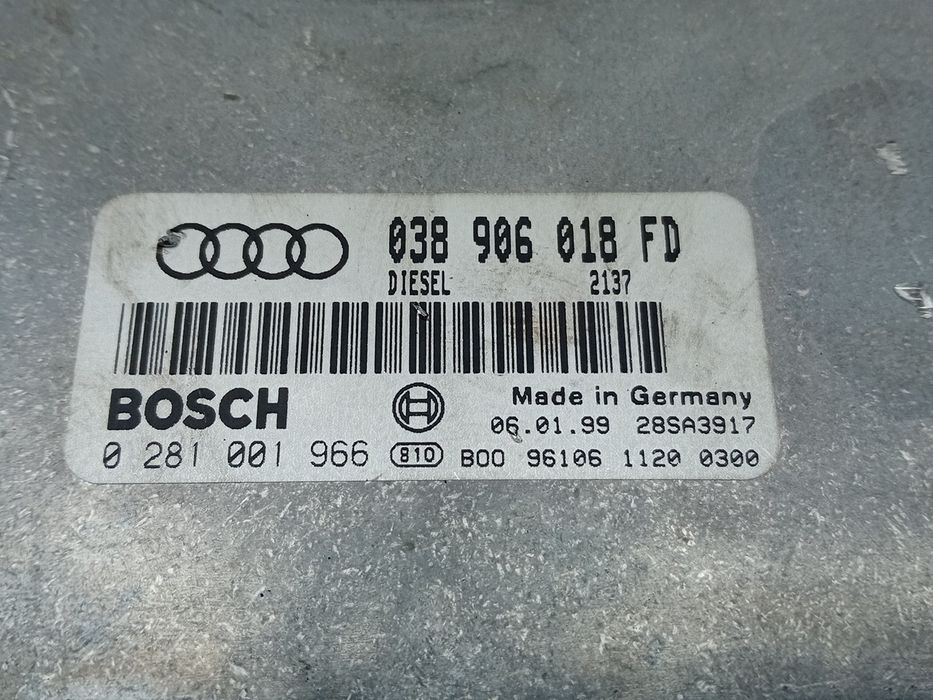 038 906 018 FD
DIESEL 2137
BOSCH
Made in Germany
06.01.99 28SA3917
0 281 001 966 810 B00 96106 1120 0300